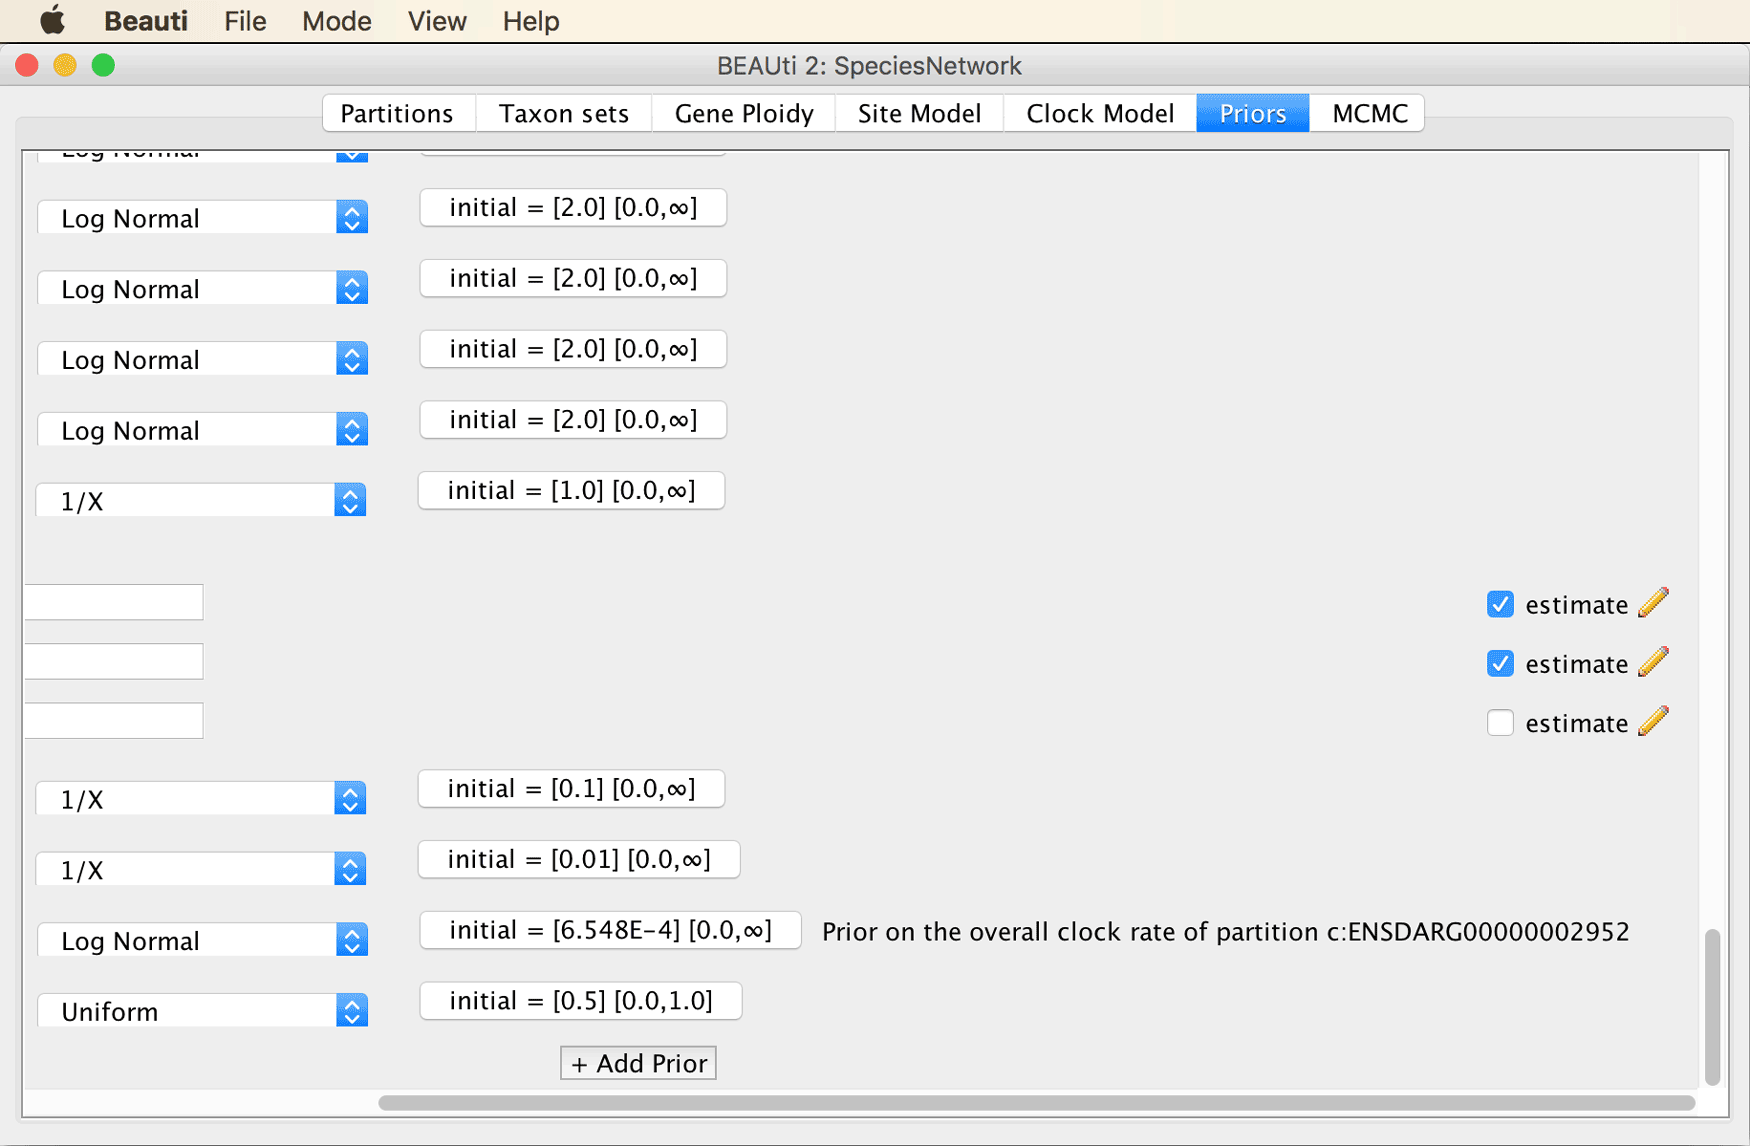 Beauti File Mode View Help
BEAUti 2: SpeciesNetwork
Partitions Taxon sets Gene Ploidy Site Model Clock Model Priors MCMC
Log Normal
Log Normal initial = [2.0] [0.0,∞]
Log Normal initial = [2.0] [0.0,∞]
Log Normal initial = [2.0] [0.0,∞]
Log Normal initial = [2.0] [0.0,∞]
1/X initial = [1.0] [0.0,∞]
estimate
estimate
estimate
1/X initial = [0.1] [0.0,∞]
1/X initial = [0.01] [0.0,∞]
Log Normal initial = [6.548E-4] [0.0,∞] Prior on the overall clock rate of partition c:ENSDARG00000002952
Uniform initial = [0.5] [0.0,1.0]
+ Add Prior